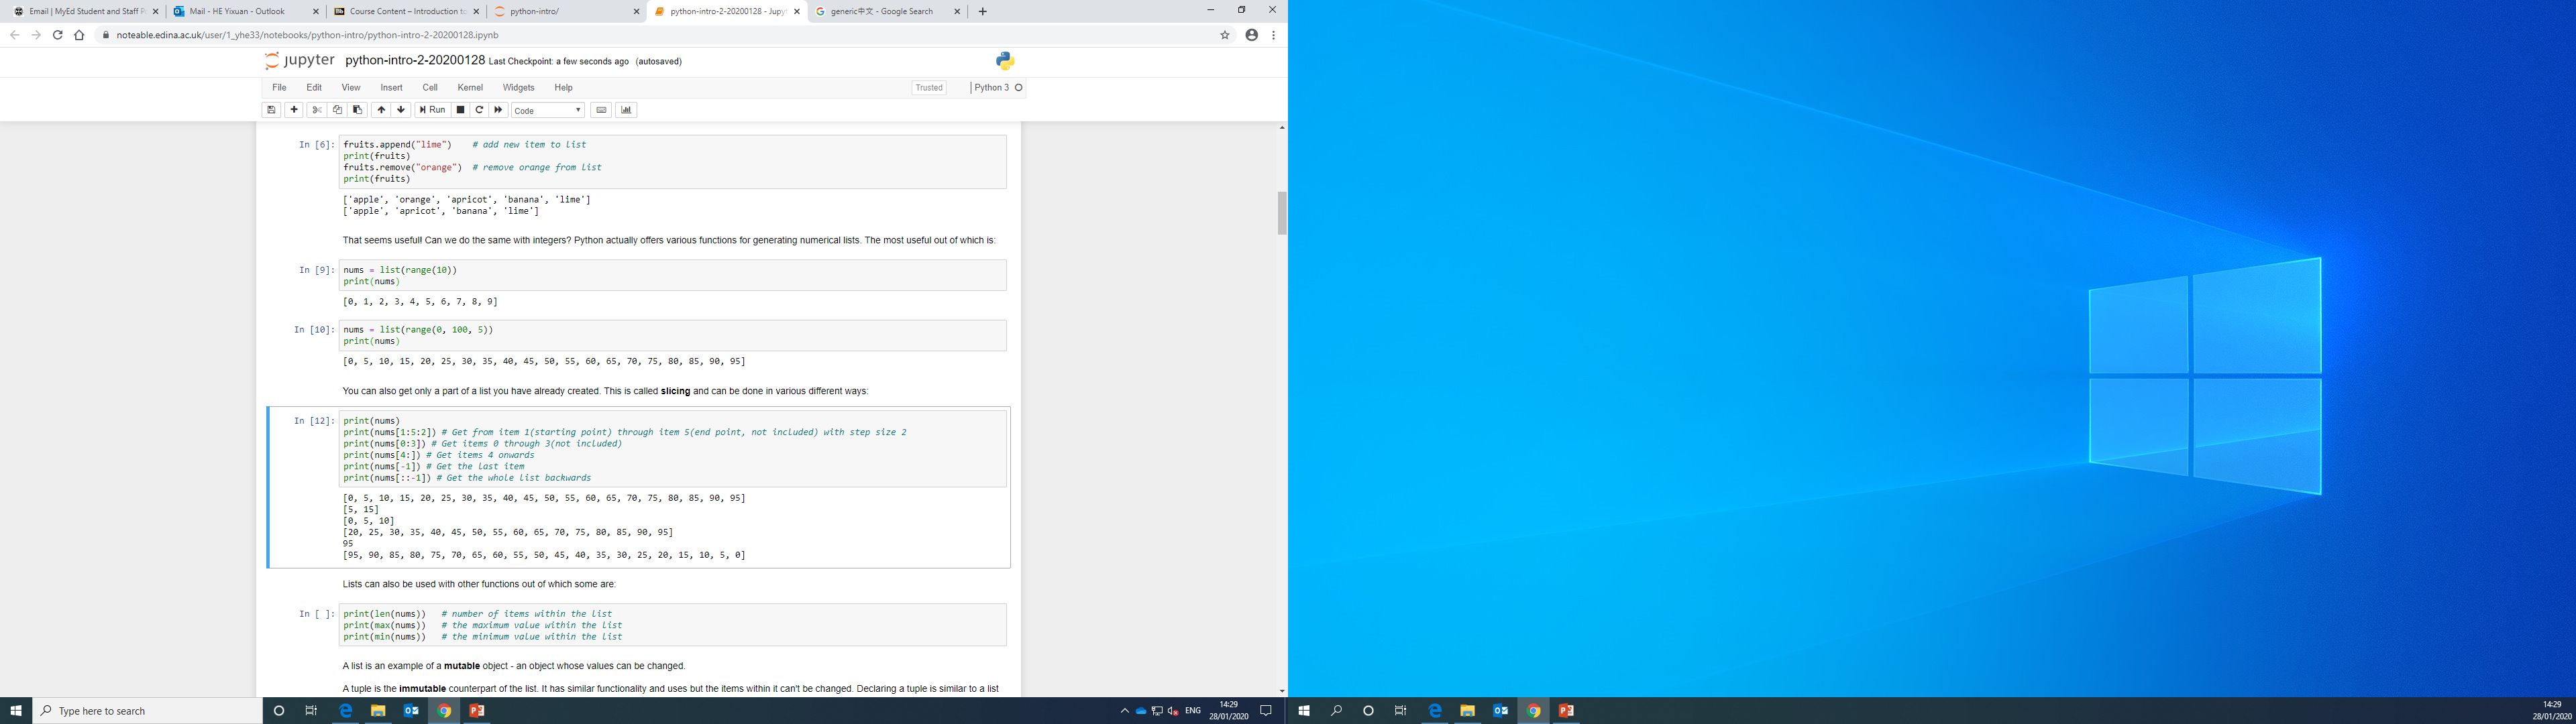 Email | MyEd Student and Staff P
Mail - HE Yixuan - Outlook
Course Content – Introduction to
python-intro/
python-intro-2-20200128 - Jupy
generic中文 - Google Search
noteable.edina.ac.uk/user/1_yhe33/notebooks/python-intro/python-intro-2-20200128.ipynb
jupyter python-intro-2-20200128 Last Checkpoint: a few seconds ago (autosaved)
File Edit View Insert Cell Kernel Widgets Help Trusted Python 3
Run Code
In [6]: fruits.append("lime")    # add new item to list
print(fruits)
fruits.remove("orange")  # remove orange from list
print(fruits)
['apple', 'orange', 'apricot', 'banana', 'lime']
['apple', 'apricot', 'banana', 'lime']
That seems useful! Can we do the same with integers? Python actually offers various functions for generating numerical lists. The most useful out of which is:
In [9]: nums = list(range(10))
print(nums)
[0, 1, 2, 3, 4, 5, 6, 7, 8, 9]
In [10]: nums = list(range(0, 100, 5))
print(nums)
[0, 5, 10, 15, 20, 25, 30, 35, 40, 45, 50, 55, 60, 65, 70, 75, 80, 85, 90, 95]
You can also get only a part of a list you have already created. This is called slicing and can be done in various different ways:
In [12]: print(nums)
print(nums[1:5:2]) # Get from item 1(starting point) through item 5(end point, not included) with step size 2
print(nums[0:3]) # Get items 0 through 3(not included)
print(nums[4:]) # Get items 4 onwards
print(nums[-1]) # Get the last item
print(nums[::-1]) # Get the whole list backwards
[0, 5, 10, 15, 20, 25, 30, 35, 40, 45, 50, 55, 60, 65, 70, 75, 80, 85, 90, 95]
[5, 15]
[0, 5, 10]
[20, 25, 30, 35, 40, 45, 50, 55, 60, 65, 70, 75, 80, 85, 90, 95]
95
[95, 90, 85, 80, 75, 70, 65, 60, 55, 50, 45, 40, 35, 30, 25, 20, 15, 10, 5, 0]
Lists can also be used with other functions out of which some are:
In [ ]: print(len(nums))   # number of items within the list
print(max(nums))   # the maximum value within the list
print(min(nums))   # the minimum value within the list
A list is an example of a mutable object - an object whose values can be changed.
A tuple is the immutable counterpart of the list. It has similar functionality and uses but the items within it can't be changed. Declaring a tuple is similar to a list
Type here to search
ENG
14:29
28/01/2020
14:29
28/01/2020